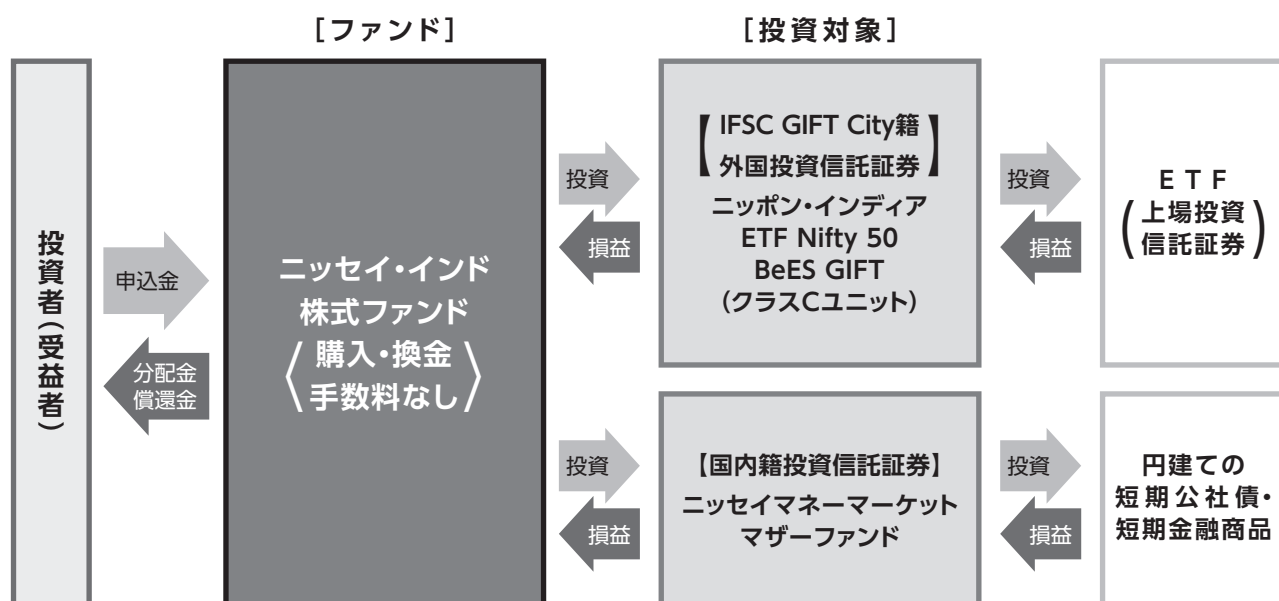 ［ファンド］
［投資対象］
投資者（受益者）
申込金
分配金
償還金
ニッセイ・インド
株式ファンド
〈購入・換金
手数料なし〉
投資
損益
【IFSC GIFT City籍
外国投資信託証券】
ニッポン・インディア
ETF Nifty 50
BeES GIFT
（クラスCユニット）
投資
損益
ＥＴＦ
（上場投資
信託証券）
投資
損益
【国内籍投資信託証券】
ニッセイマネーマーケット
マザーファンド
投資
損益
円建ての
短期公社債・
短期金融商品